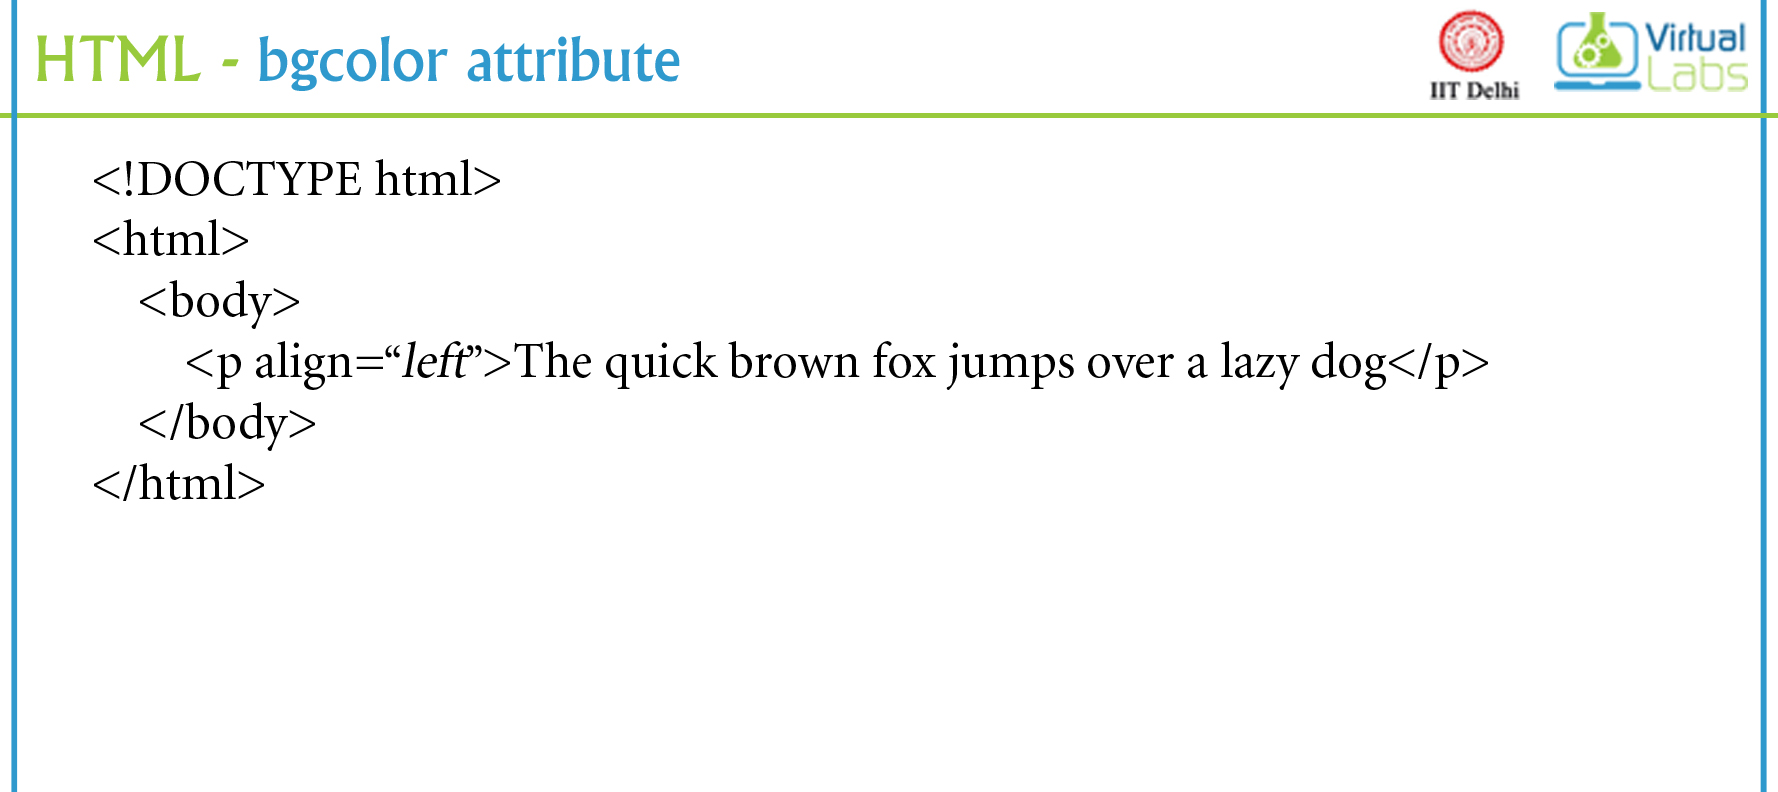 HTML - bgcolor attribute
IIT Delhi
Virtual
Labs
<!DOCTYPE html>
<html>
<body>
<p align=“left”>The quick brown fox jumps over a lazy dog</p>
</body>
</html>